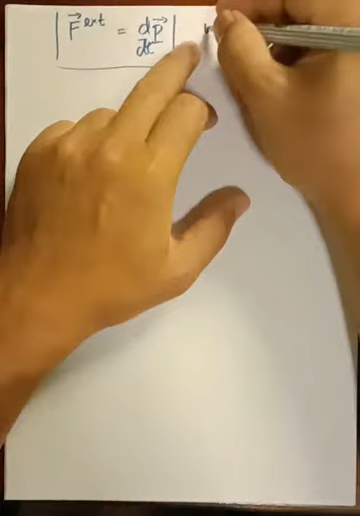 |F⃗ᵉˣᵗ = dp⃗/dt|